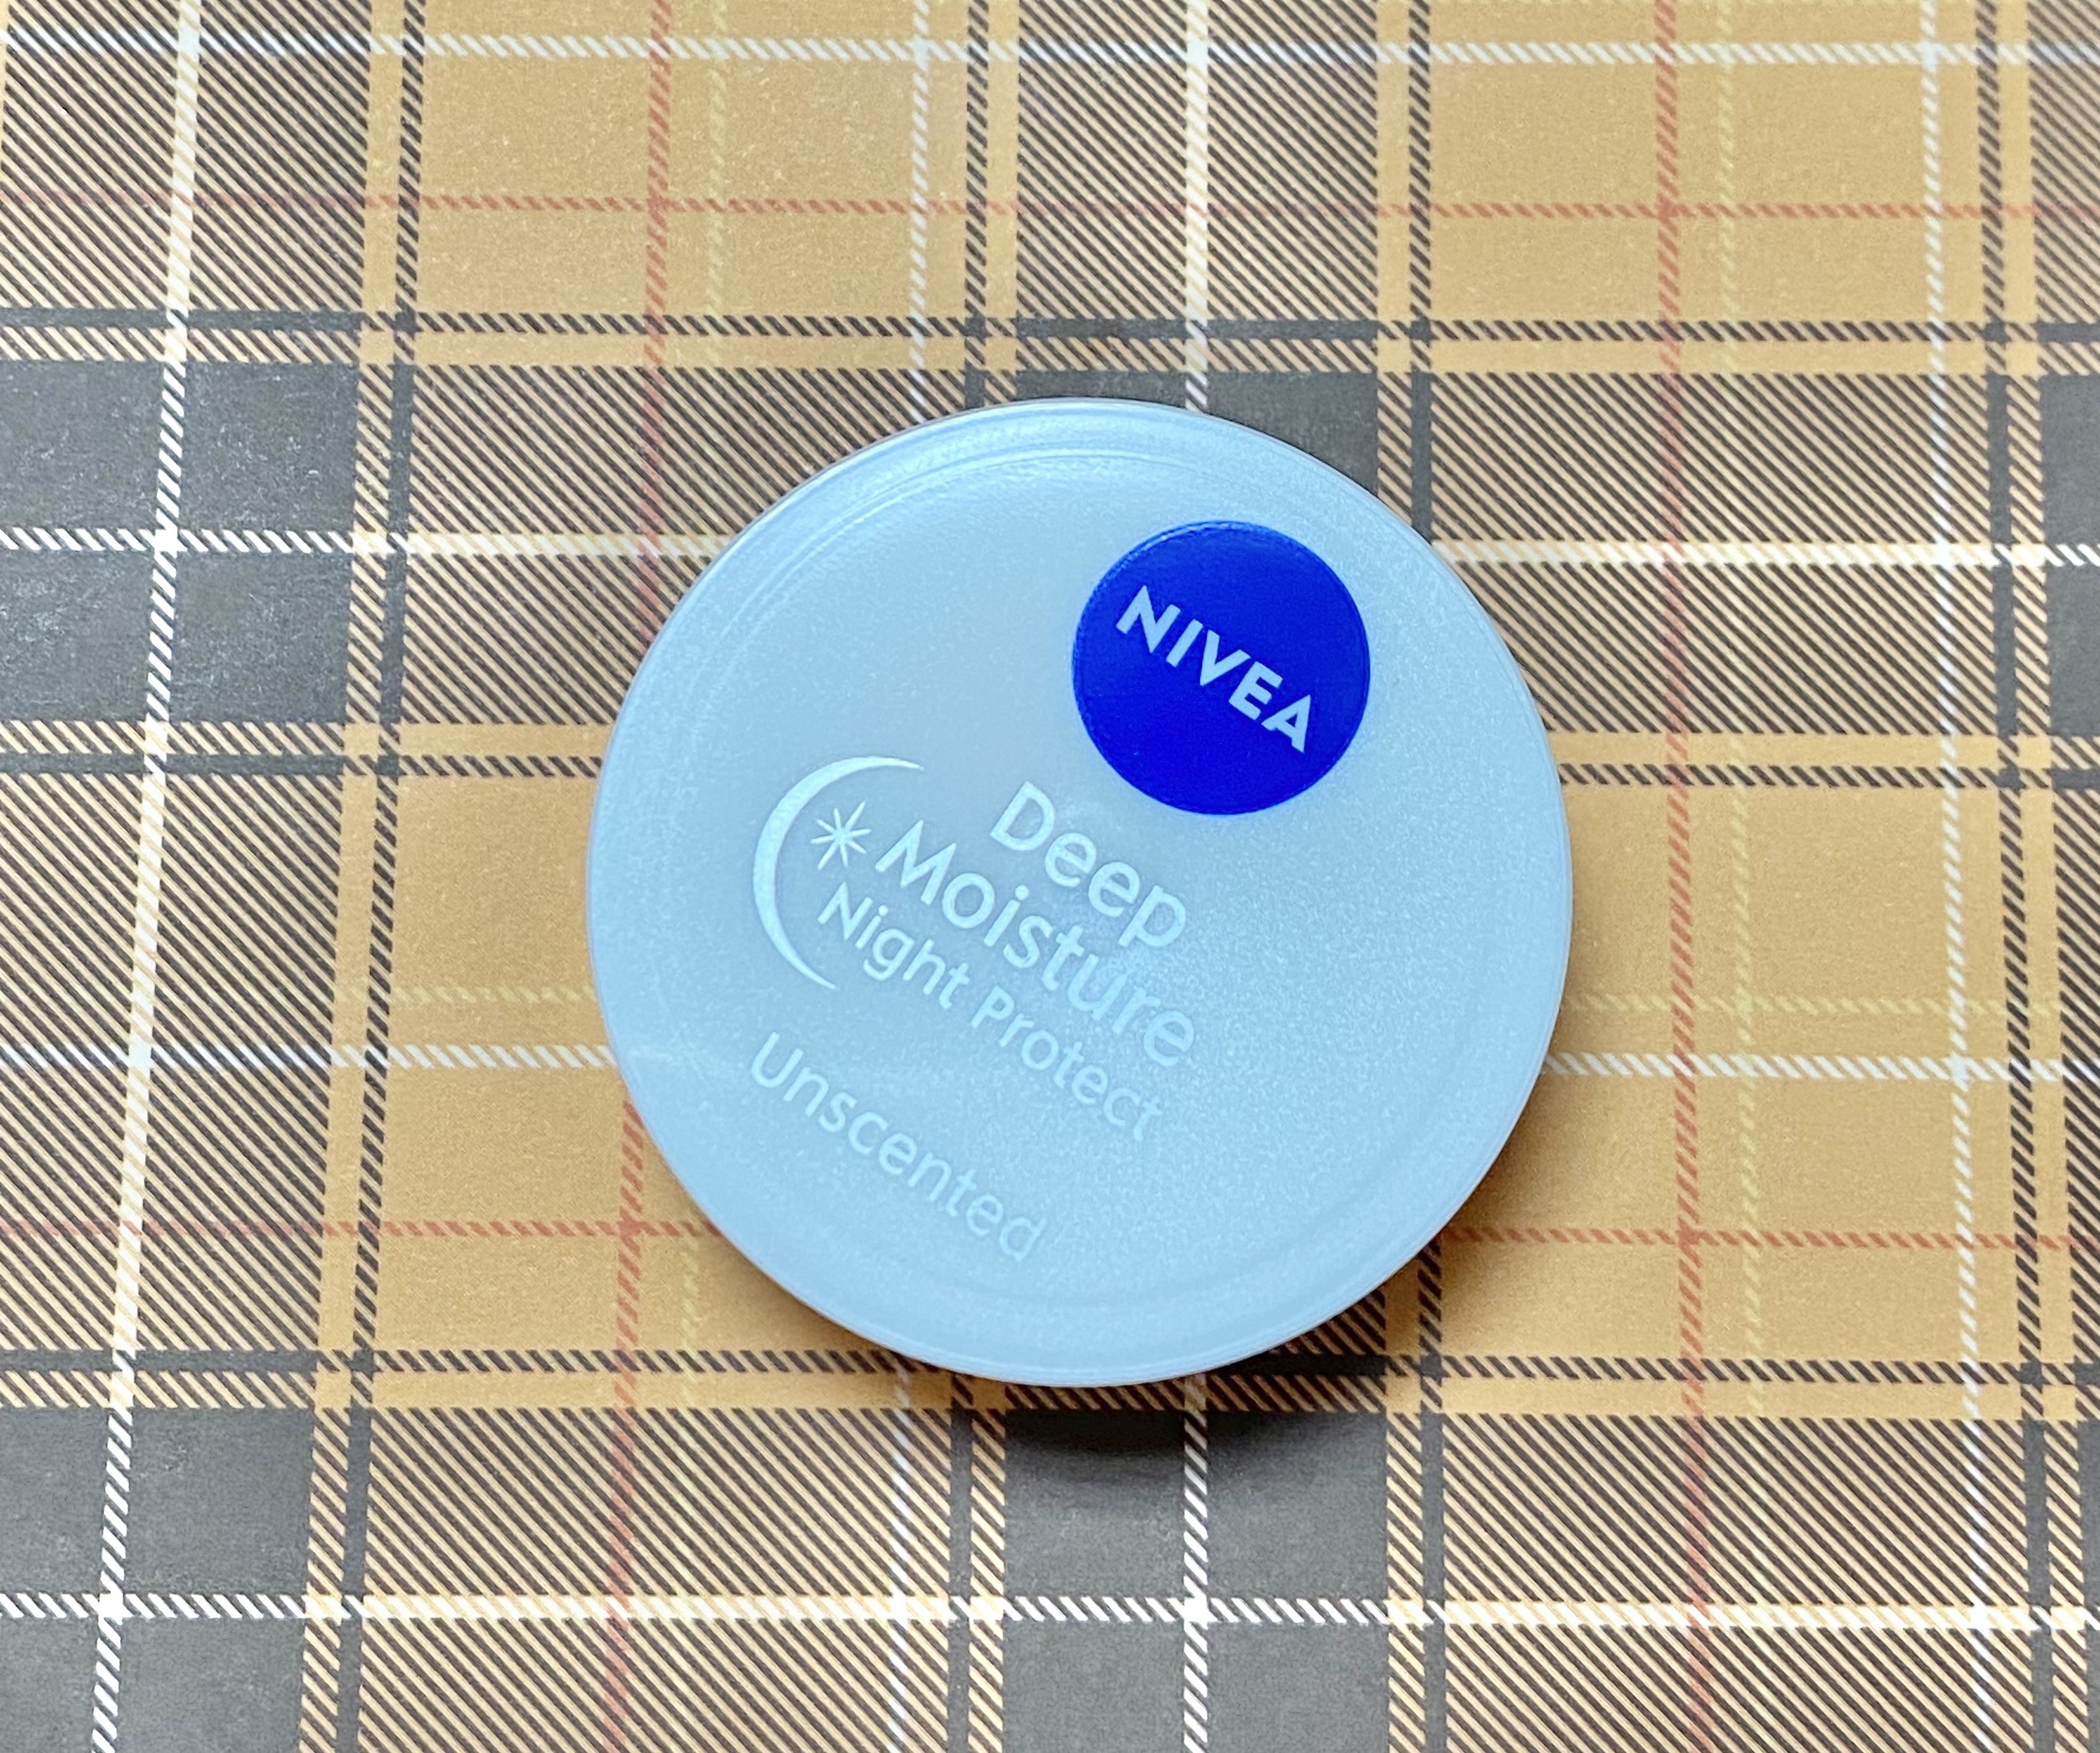 NIVEA
Deep
Moisture
Night Protect
Unscented